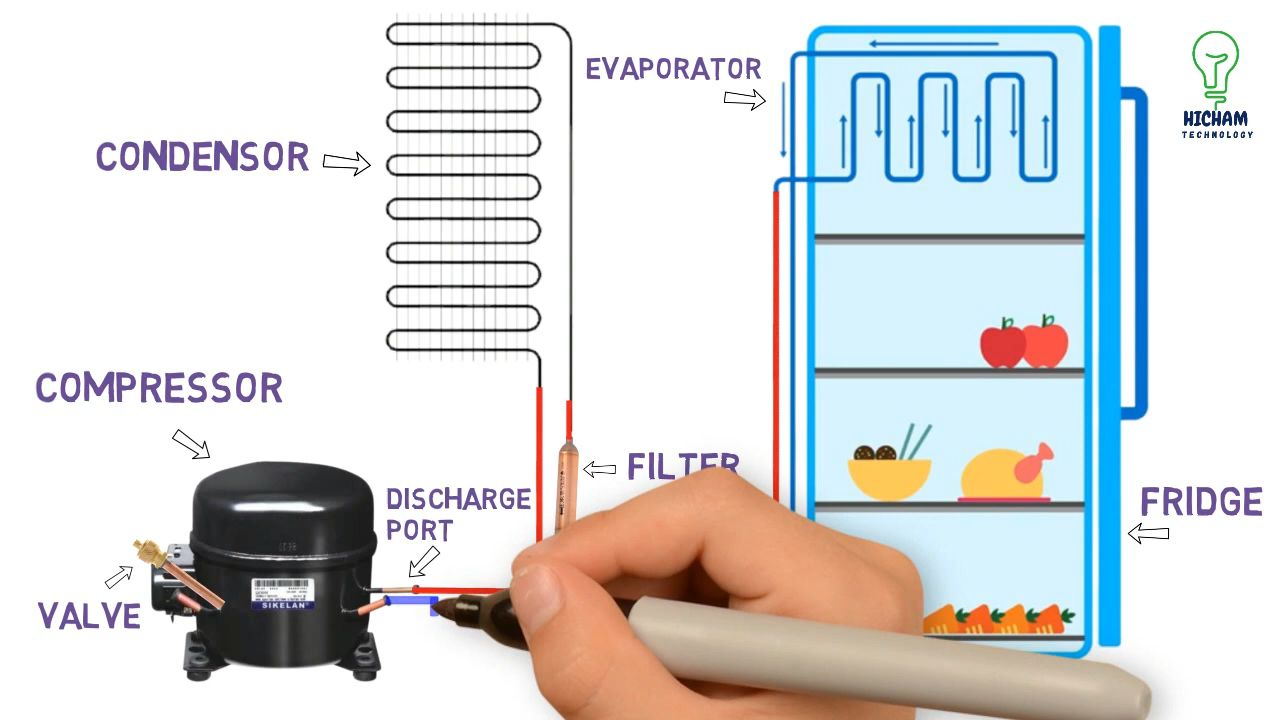 EVAPORATOR
HICHAM
TECHNOLOGY
CONDENSOR
COMPRESSOR
FILTER
DISCHARGE
PORT
FRIDGE
VALVE
SIKELAN